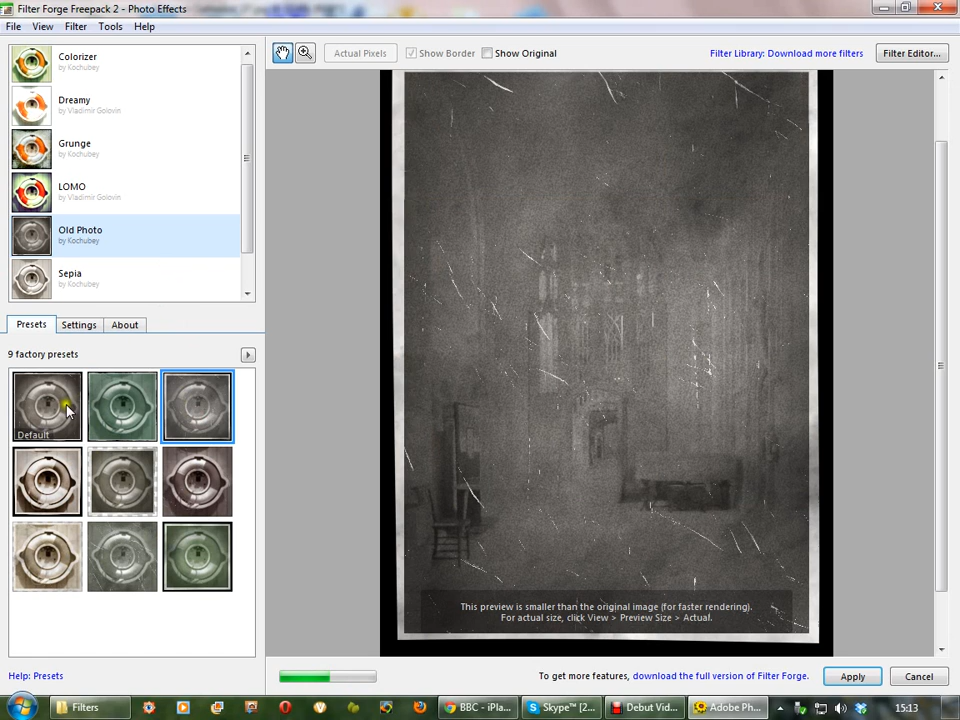 Filter Forge Freepack 2 - Photo Effects
File View Filter Tools Help
Actual Pixels
Show Border
Show Original
Filter Library: Download more filters
Filter Editor...
Colorizer
by Kochubey
Dreamy
by Vladimir Golovin
Grunge
by Kochubey
LOMO
by Vladimir Golovin
Old Photo
by Kochubey
Sepia
by Kochubey
Presets Settings About
9 factory presets
Default
This preview is smaller than the original image (for faster rendering).
For actual size, click View > Preview Size > Actual.
Help: Presets
To get more features, download the full version of Filter Forge.
Apply
Cancel
Filters
BBC - iPla...
Skype™ [2...
Debut Vid...
Adobe Ph...
15:13